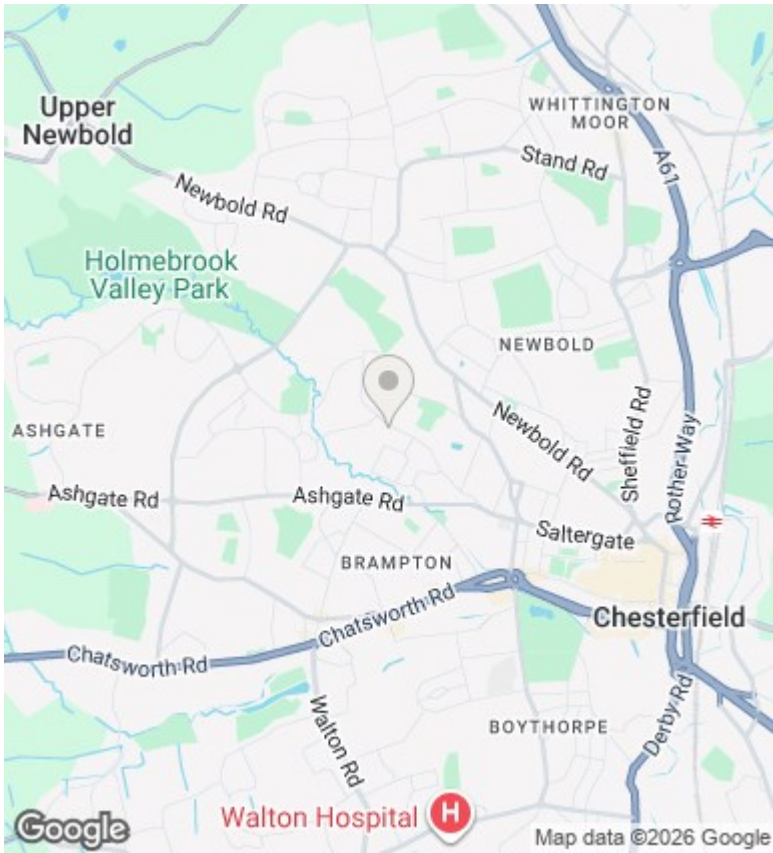 Upper
Newbold
WHITTINGTON
MOOR
A61
Stand Rd
Newbold Rd
Holmebrook
Valley Park
NEWBOLD
Sheffield Rd
Rother Way
ASHGATE
Newbold Rd
Ashgate Rd
Ashgate Rd
Saltergate
BRAMPTON
Chatsworth Rd
Chesterfield
Chatsworth Rd
Walton Rd
BOYTHORPE
Derby Rd
Walton Hospital
H
Google
Map data ©2026 Google